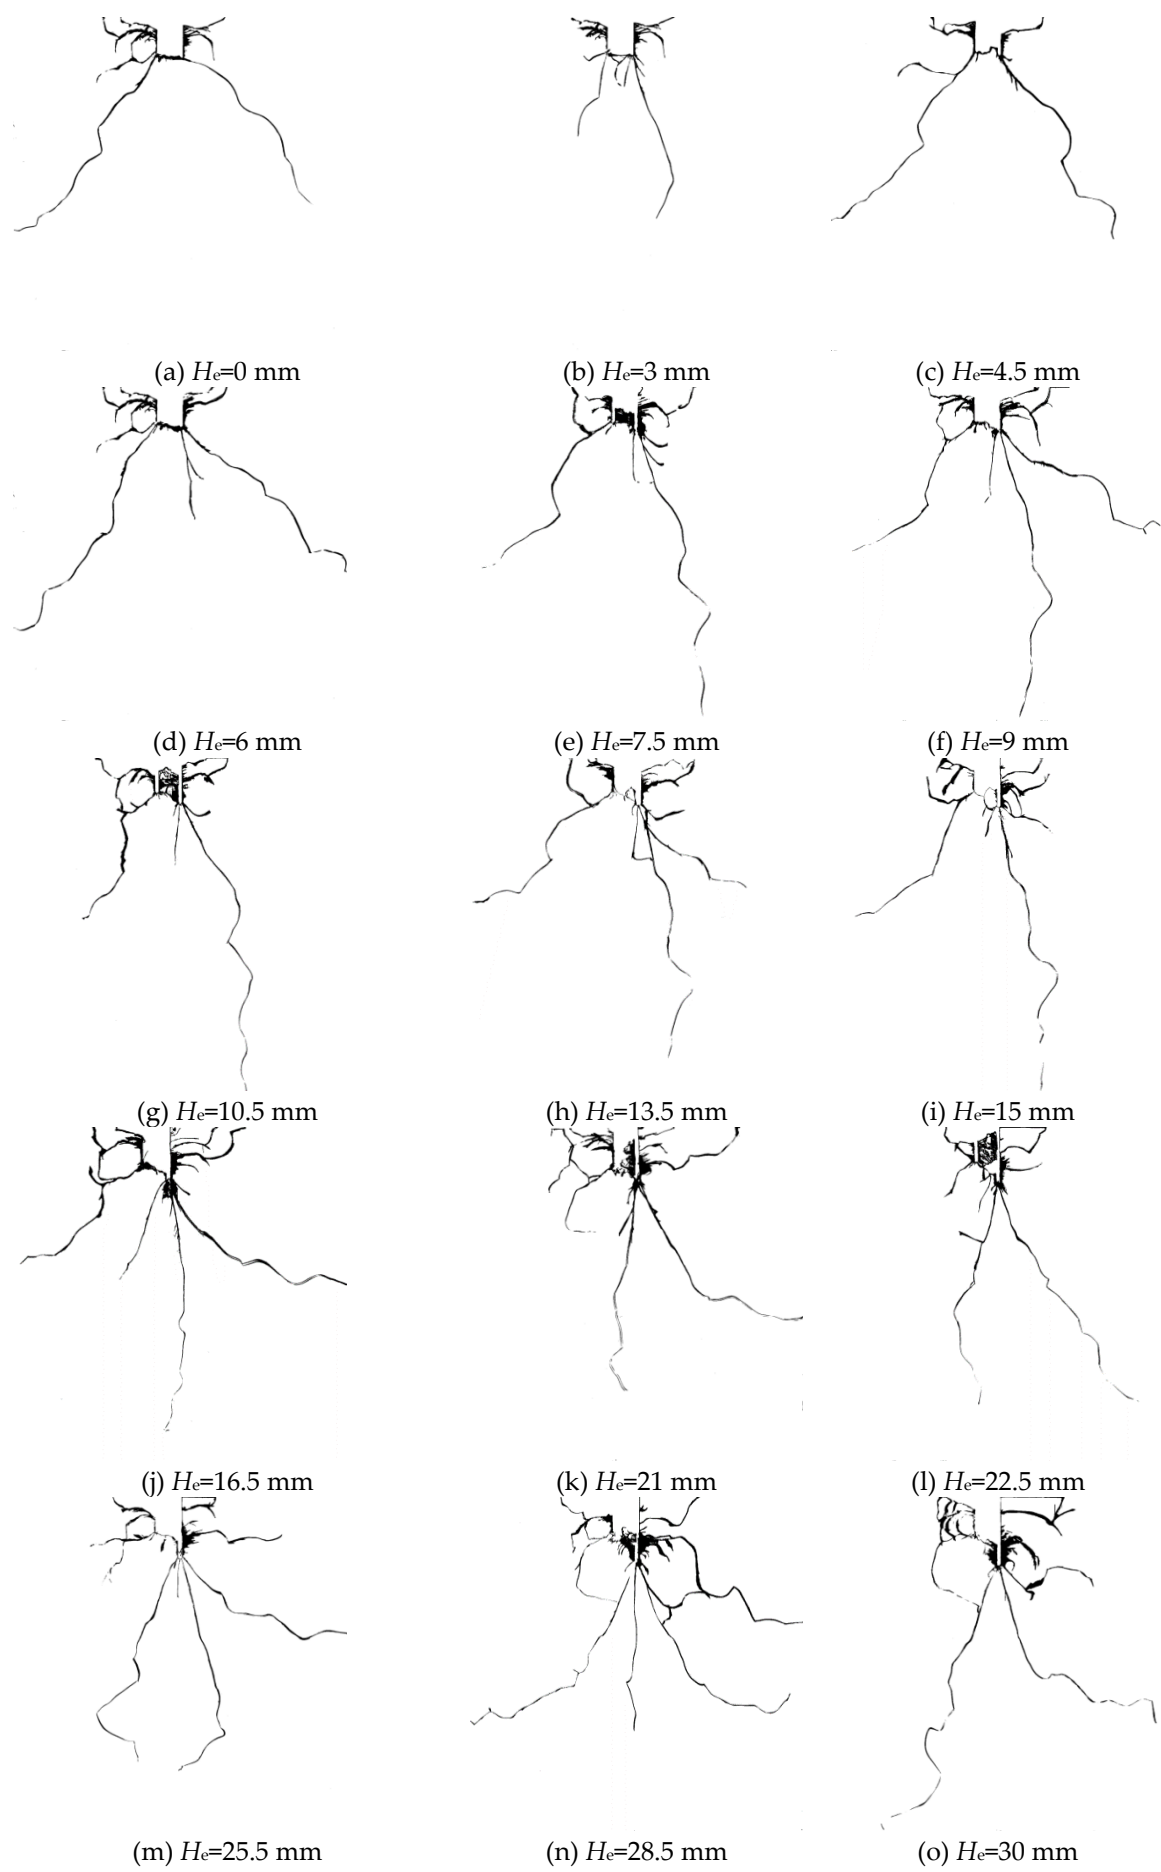 (a) He=0 mm (b) He=3 mm (c) He=4.5 mm
(d) He=6 mm (e) He=7.5 mm (f) He=9 mm
(g) He=10.5 mm (h) He=13.5 mm (i) He=15 mm
(j) He=16.5 mm (k) He=21 mm (l) He=22.5 mm
(m) He=25.5 mm (n) He=28.5 mm (o) He=30 mm